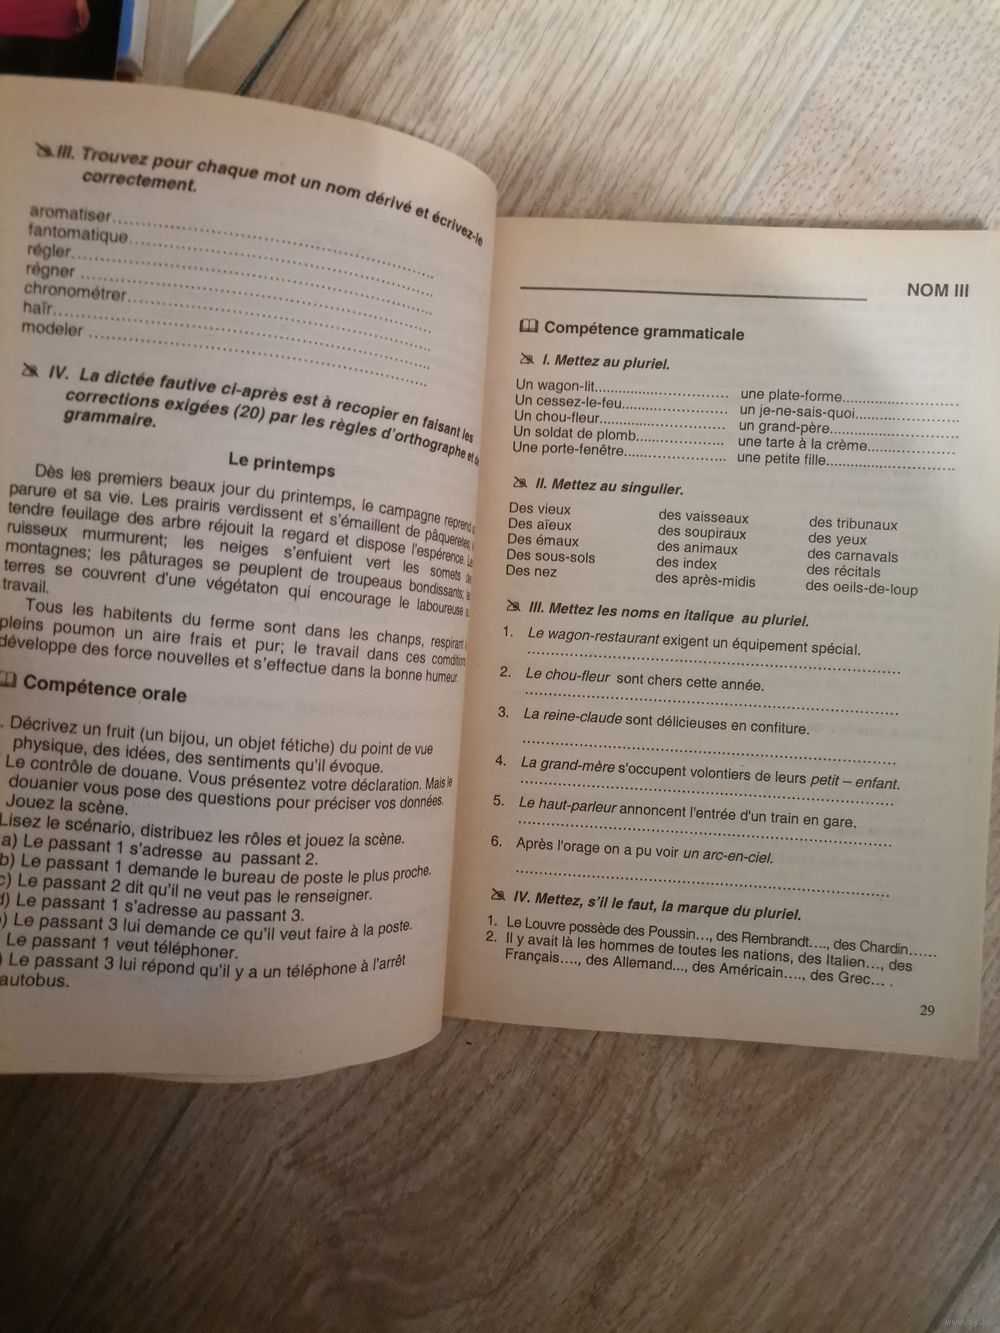 III. Trouvez pour chaque mot un nom dérivé et écrivez-le
correctement.
aromatiser
fantomatique
régler
régner
chronométrer
haïr
modeler
IV. La dictée fautive ci-après est à recopier en faisant les
corrections exigées (20) par les règles d'orthographe et de
grammaire.
Le printemps
Dès les premiers beaux jour du printemps, le campagne reprend
parure et sa vie. Les prairis verdissent et s'émaillent de pâqueretes,
tendre feuillage des arbre réjouit la regard et dispose l'espérence.
ruisseux murmurent; les neiges s'enfuient vert les somets
montagnes; les pâturages se peuplent de troupeaus bondissants;
terres se couvrent d'une végétaton qui encourage le laboureuse
travail.
Tous les habitents du ferme sont dans les chanps, respirant
pleins poumon un aire frais et pur; le travail dans ces comdition
développe des force nouvelles et s'effectue dans la bonne humeur.
Compétence orale
Décrivez un fruit (un bijou, un objet fétiche) du point de vue
physique, des idées, des sentiments qu'il évoque.
Le contrôle de douane. Vous présentez votre déclaration. Mais le
douanier vous pose des questions pour préciser vos données.
Jouez la scène.
Lisez le scénario, distribuez les rôles et jouez la scène.
a) Le passant 1 s'adresse au passant 2.
b) Le passant 1 demande le bureau de poste le plus proche.
c) Le passant 2 dit qu'il ne veut pas le renseigner.
d) Le passant 1 s'adresse au passant 3.
) Le passant 3 lui demande ce qu'il veut faire à la poste.
Le passant 1 veut téléphoner.
) Le passant 3 lui répond qu'il y a un téléphone à l'arrêt
autobus.
NOM III
Compétence grammaticale
I. Mettez au pluriel.
Un wagon-lit.............................. une plate-forme..............................
Un cessez-le-feu........................... un je-ne-sais-quoi..........................
Un chou-fleur.............................. un grand-père................................
Un soldat de plomb...................... une tarte à la crème......................
Une porte-fenêtre......................... une petite fille................................
II. Mettez au singulier.
Des vieux des vaisseaux des tribunaux
Des aïeux des soupiraux des yeux
Des émaux des animaux des carnavals
Des sous-sols des index des récitals
Des nez des après-midis des oeils-de-loup
III. Mettez les noms en italique au pluriel.
1. Le wagon-restaurant exigent un équipement spécial.
2. Le chou-fleur sont chers cette année.
3. La reine-claude sont délicieuses en confiture.
4. La grand-mère s'occupent volontiers de leurs petit – enfant.
5. Le haut-parleur annoncent l'entrée d'un train en gare.
6. Après l'orage on a pu voir un arc-en-ciel.
IV. Mettez, s'il le faut, la marque du pluriel.
1. Le Louvre possède des Poussin…, des Rembrandt…., des Chardin……
2. Il y avait là les hommes de toutes les nations, des Italien…, des
Français…., des Allemand..., des Américain…., des Grec… .
29